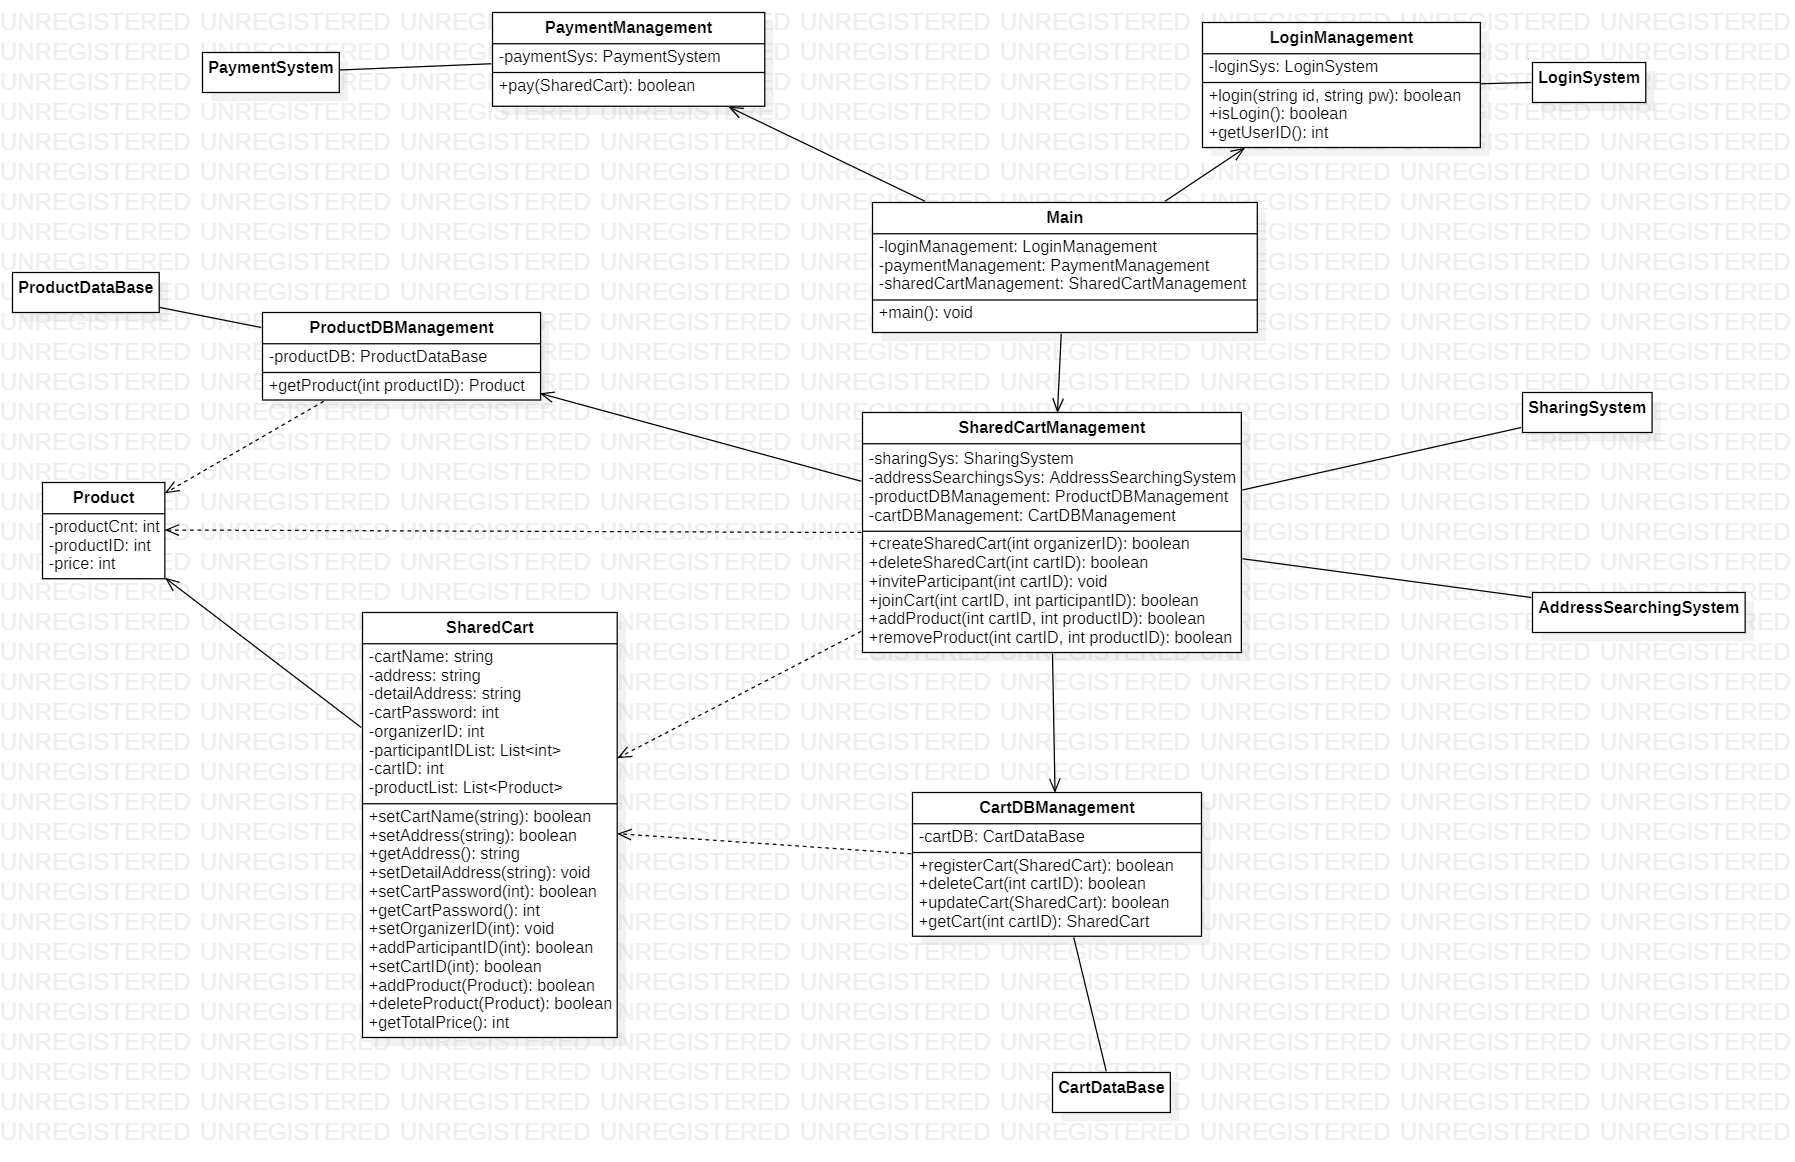 PaymentManagement
-paymentSys: PaymentSystem
+pay(SharedCart): boolean
PaymentSystem
LoginManagement
-loginSys: LoginSystem
+login(string id, string pw): boolean
+isLogin(): boolean
+getUserID(): int
LoginSystem
Main
-loginManagement: LoginManagement
-paymentManagement: PaymentManagement
-sharedCartManagement: SharedCartManagement
+main(): void
ProductDataBase
ProductDBManagement
-productDB: ProductDataBase
+getProduct(int productID): Product
SharingSystem
SharedCartManagement
-sharingSys: SharingSystem
-addressSearchingsSys: AddressSearchingSystem
-productDBManagement: ProductDBManagement
-cartDBManagement: CartDBManagement
+createSharedCart(int organizerID): boolean
+deleteSharedCart(int cartID): boolean
+inviteParticipant(int cartID): void
+joinCart(int cartID, int participantID): boolean
+addProduct(int cartID, int productID): boolean
+removeProduct(int cartID, int productID): boolean
Product
-productCnt: int
-productID: int
-price: int
AddressSearchingSystem
SharedCart
-cartName: string
-address: string
-detailAddress: string
-cartPassword: int
-organizerID: int
-participantIDList: List<int>
-cartID: int
-productList: List<Product>
+setCartName(string): boolean
+setAddress(string): boolean
+getAddress(): string
+setDetailAddress(string): void
+setCartPassword(int): boolean
+getCartPassword(): int
+setOrganizerID(int): void
+addParticipantID(int): boolean
+setCartID(int): boolean
+addProduct(Product): boolean
+deleteProduct(Product): boolean
+getTotalPrice(): int
CartDBManagement
-cartDB: CartDataBase
+registerCart(SharedCart): boolean
+deleteCart(int cartID): boolean
+updateCart(SharedCart): boolean
+getCart(int cartID): SharedCart
CartDataBase
UNREGISTERED